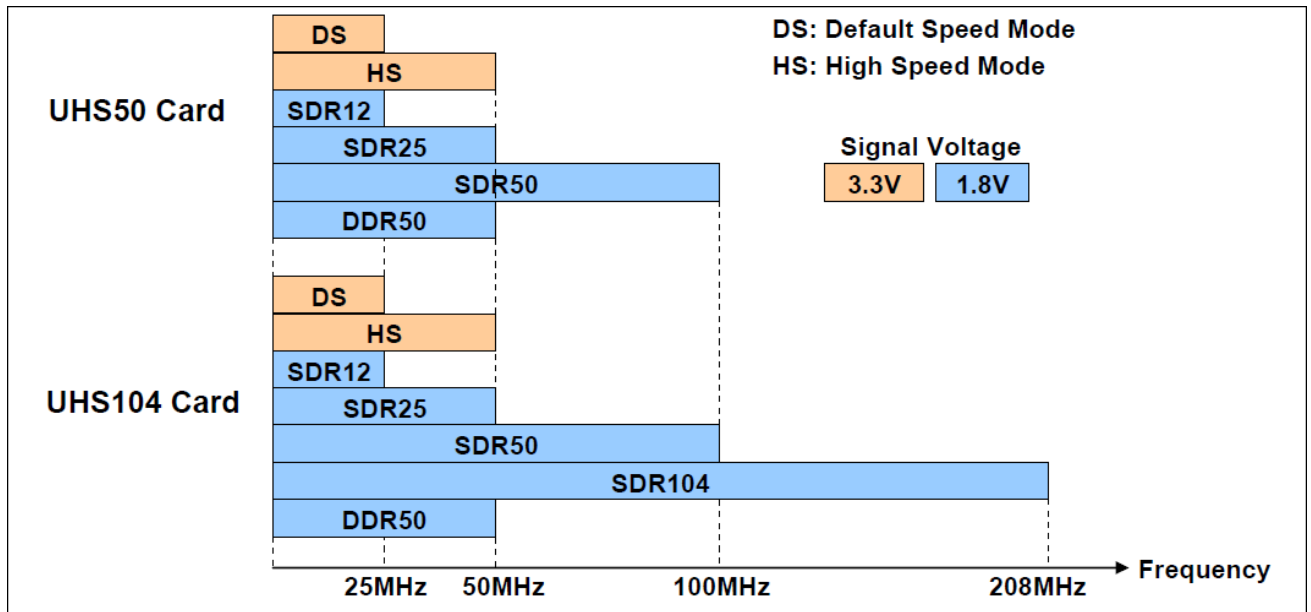 DS
DS: Default Speed Mode
HS
HS: High Speed Mode
UHS50 Card
SDR12
SDR25
Signal Voltage
SDR50
3.3V
1.8V
DDR50
DS
HS
SDR12
UHS104 Card
SDR25
SDR50
SDR104
DDR50
25MHz
50MHz
100MHz
208MHz
Frequency